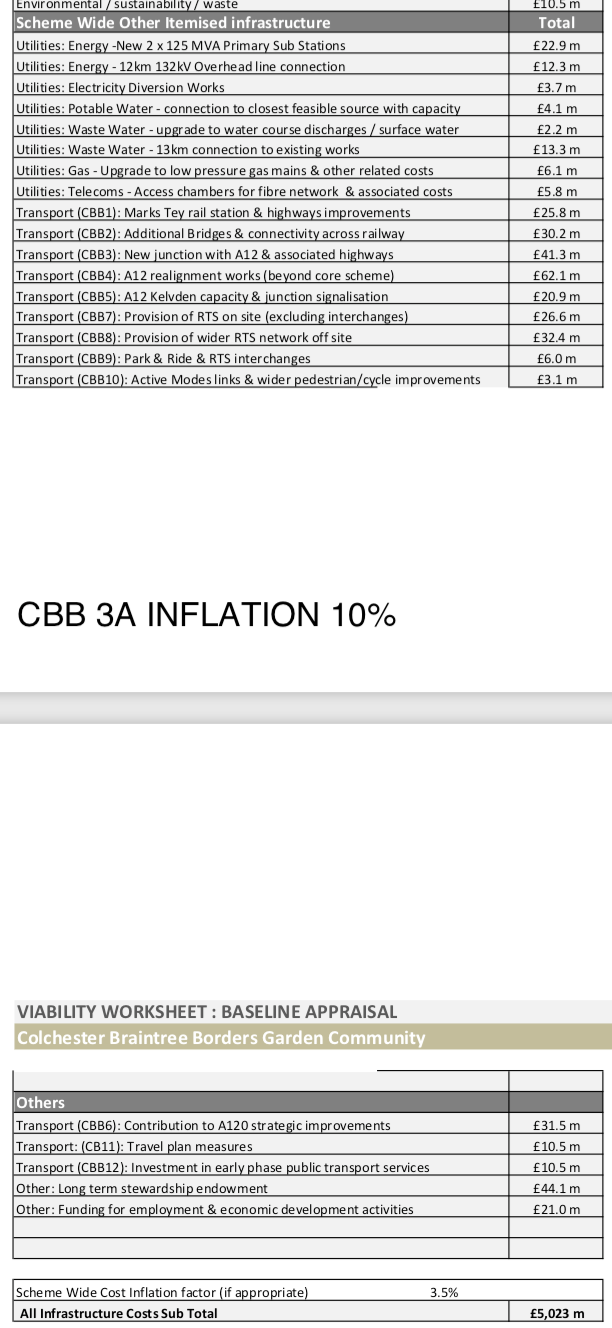 Environmental / sustainability / waste £10.5 m
Scheme Wide Other Itemised infrastructure Total
Utilities: Energy -New 2 x 125 MVA Primary Sub Stations £22.9 m
Utilities: Energy - 12km 132kV Overhead line connection £12.3 m
Utilities: Electricity Diversion Works £3.7 m
Utilities: Potable Water - connection to closest feasible source with capacity £4.1 m
Utilities: Waste Water - upgrade to water course discharges / surface water £2.2 m
Utilities: Waste Water - 13km connection to existing works £13.3 m
Utilities: Gas - Upgrade to low pressure gas mains & other related costs £6.1 m
Utilities: Telecoms - Access chambers for fibre network & associated costs £5.8 m
Transport (CBB1): Marks Tey rail station & highways improvements £25.8 m
Transport (CBB2): Additional Bridges & connectivity across railway £30.2 m
Transport (CBB3): New junction with A12 & associated highways £41.3 m
Transport (CBB4): A12 realignment works (beyond core scheme) £62.1 m
Transport (CBB5): A12 Kelvden capacity & junction signalisation £20.9 m
Transport (CBB7): Provision of RTS on site (excluding interchanges) £26.6 m
Transport (CBB8): Provision of wider RTS network off site £32.4 m
Transport (CBB9): Park & Ride & RTS interchanges £6.0 m
Transport (CBB10): Active Modes links & wider pedestrian/cycle improvements £3.1 m
CBB 3A INFLATION 10%
VIABILITY WORKSHEET : BASELINE APPRAISAL
Colchester Braintree Borders Garden Community
Others
Transport (CBB6): Contribution to A120 strategic improvements £31.5 m
Transport: (CB11): Travel plan measures £10.5 m
Transport (CBB12): Investment in early phase public transport services £10.5 m
Other: Long term stewardship endowment £44.1 m
Other: Funding for employment & economic development activities £21.0 m
Scheme Wide Cost Inflation factor (if appropriate) 3.5%
All Infrastructure Costs Sub Total £5,023 m